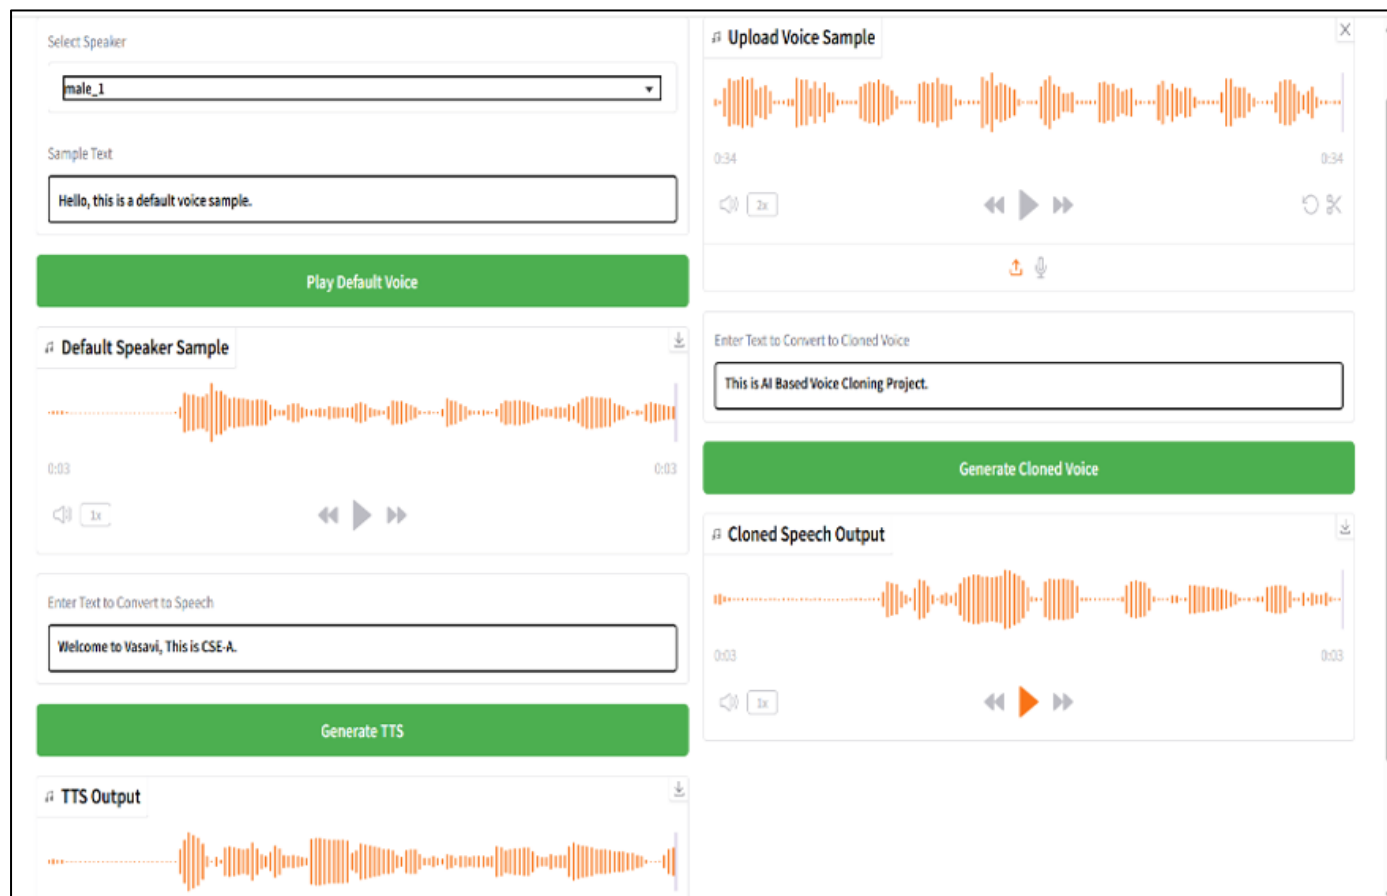 Select Speaker
male_1
Sample Text
Hello, this is a default voice sample.
Play Default Voice
Default Speaker Sample
0:03
0:03
1x
Enter Text to Convert to Speech
Welcome to Vasavi, This is CSE-A.
Generate TTS
TTS Output
Upload Voice Sample
0:34
0:34
2x
Enter Text to Convert to Cloned Voice
This is AI Based Voice Cloning Project.
Generate Cloned Voice
Cloned Speech Output
0:03
0:03
1x